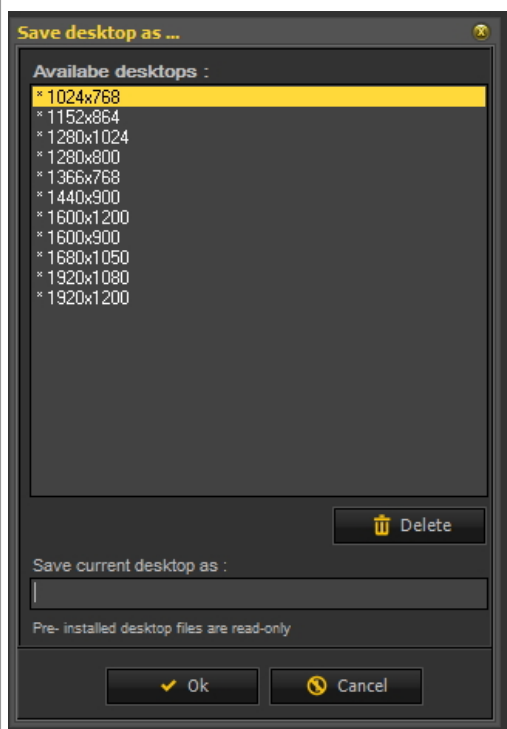 Save desktop as ...
Availabe desktops :
* 1024x768
* 1152x864
* 1280x1024
* 1280x800
* 1366x768
* 1440x900
* 1600x1200
* 1600x900
* 1680x1050
* 1920x1080
* 1920x1200
Delete
Save current desktop as :
Pre- installed desktop files are read-only
Ok Cancel